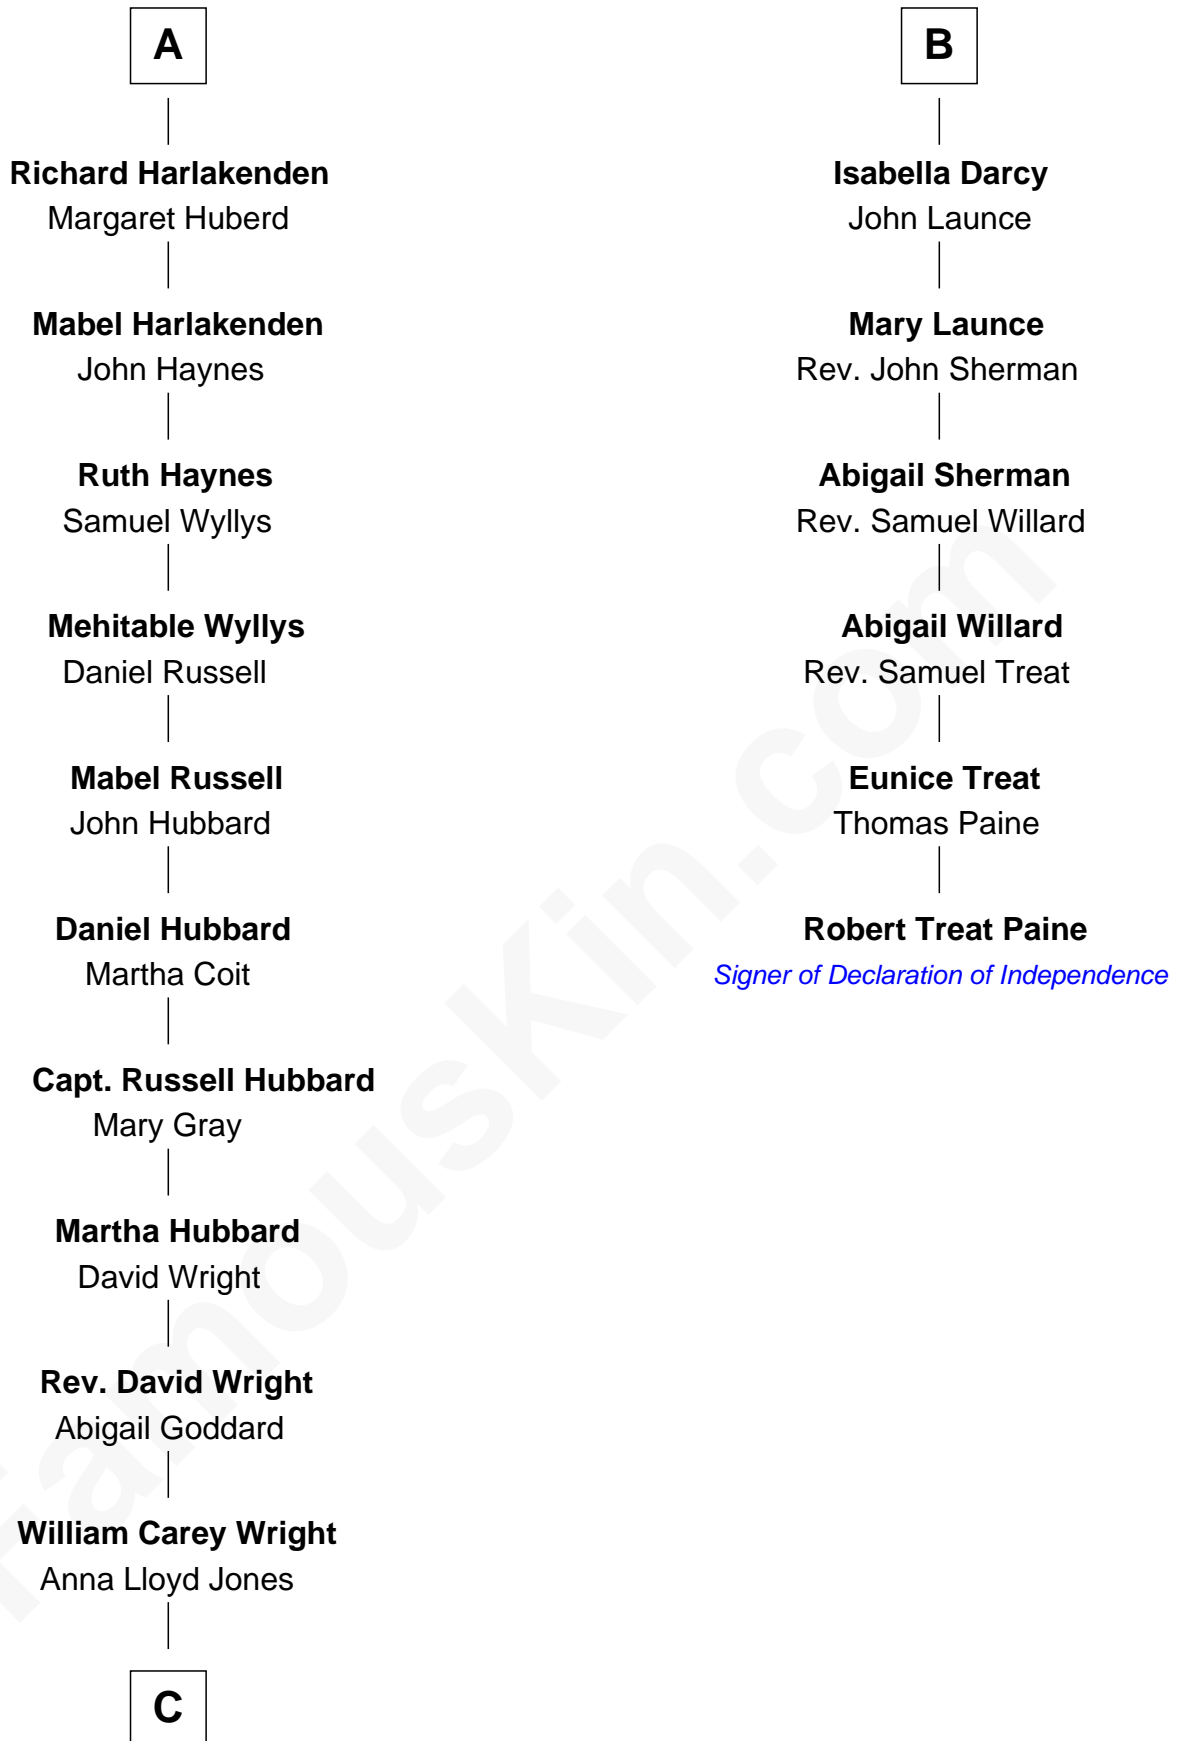 A
Richard Harlakenden
Margaret Huberd
Mabel Harlakenden
John Haynes
Ruth Haynes
Samuel Wyllys
Mehitable Wyllys
Daniel Russell
Mabel Russell
John Hubbard
Daniel Hubbard
Martha Coit
Capt. Russell Hubbard
Mary Gray
Martha Hubbard
David Wright
Rev. David Wright
Abigail Goddard
William Carey Wright
Anna Lloyd Jones
C
B
Isabella Darcy
John Launce
Mary Launce
Rev. John Sherman
Abigail Sherman
Rev. Samuel Willard
Abigail Willard
Rev. Samuel Treat
Eunice Treat
Thomas Paine
Robert Treat Paine
Signer of Declaration of Independence
FamousKin.com